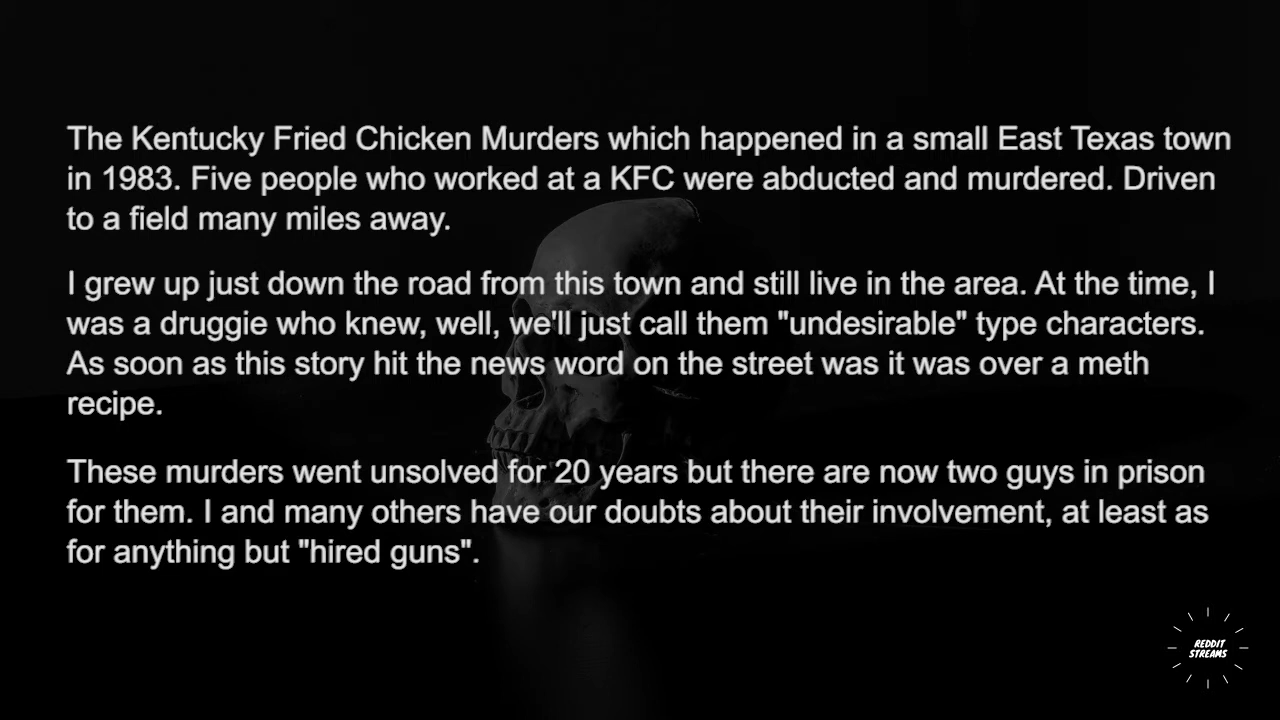 The Kentucky Fried Chicken Murders which happened in a small East Texas town
in 1983. Five people who worked at a KFC were abducted and murdered. Driven
to a field many miles away.
I grew up just down the road from this town and still live in the area. At the time, I
was a druggie who knew, well, we'll just call them "undesirable" type characters.
As soon as this story hit the news word on the street was it was over a meth
recipe.
These murders went unsolved for 20 years but there are now two guys in prison
for them. I and many others have our doubts about their involvement, at least as
for anything but "hired guns".
REDDIT
STREAMS